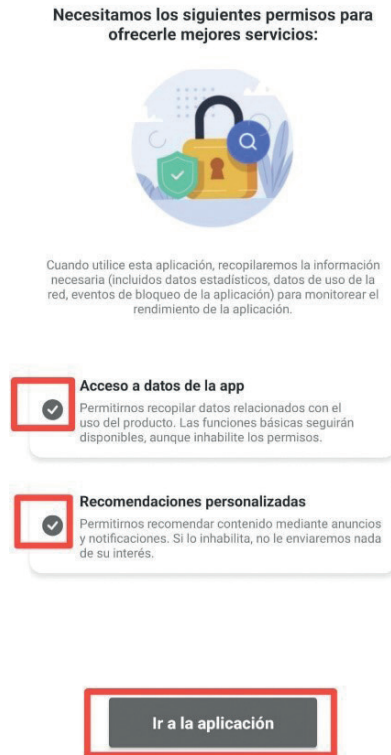 Necesitamos los siguientes permisos para
ofrecerle mejores servicios:
Cuando utilice esta aplicación, recopilaremos la información
necesaria (incluidos datos estadísticos, datos de uso de la
red, eventos de bloqueo de la aplicación) para monitorear el
rendimiento de la aplicación.
Acceso a datos de la app
Permitirnos recopilar datos relacionados con el
uso del producto. Las funciones básicas seguirán
disponibles, aunque inhabilite los permisos.
Recomendaciones personalizadas
Permitirnos recomendar contenido mediante anuncios
y notificaciones. Si lo inhabilita, no le enviaremos nada
de su interés.
Ir a la aplicación